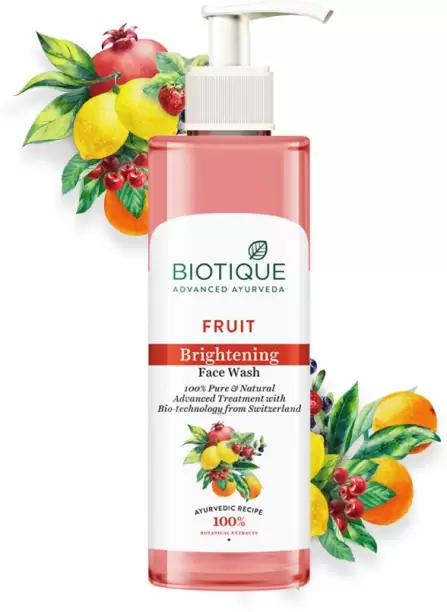 BIOTIQUE
ADVANCED AYURVEDA
FRUIT
Brightening
Face Wash
100% Pure & Natural
Advanced Treatment with
Bio-technology from Switzerland
AYURVEDIC RECIPE
100%
BOTANICAL EXTRACTS